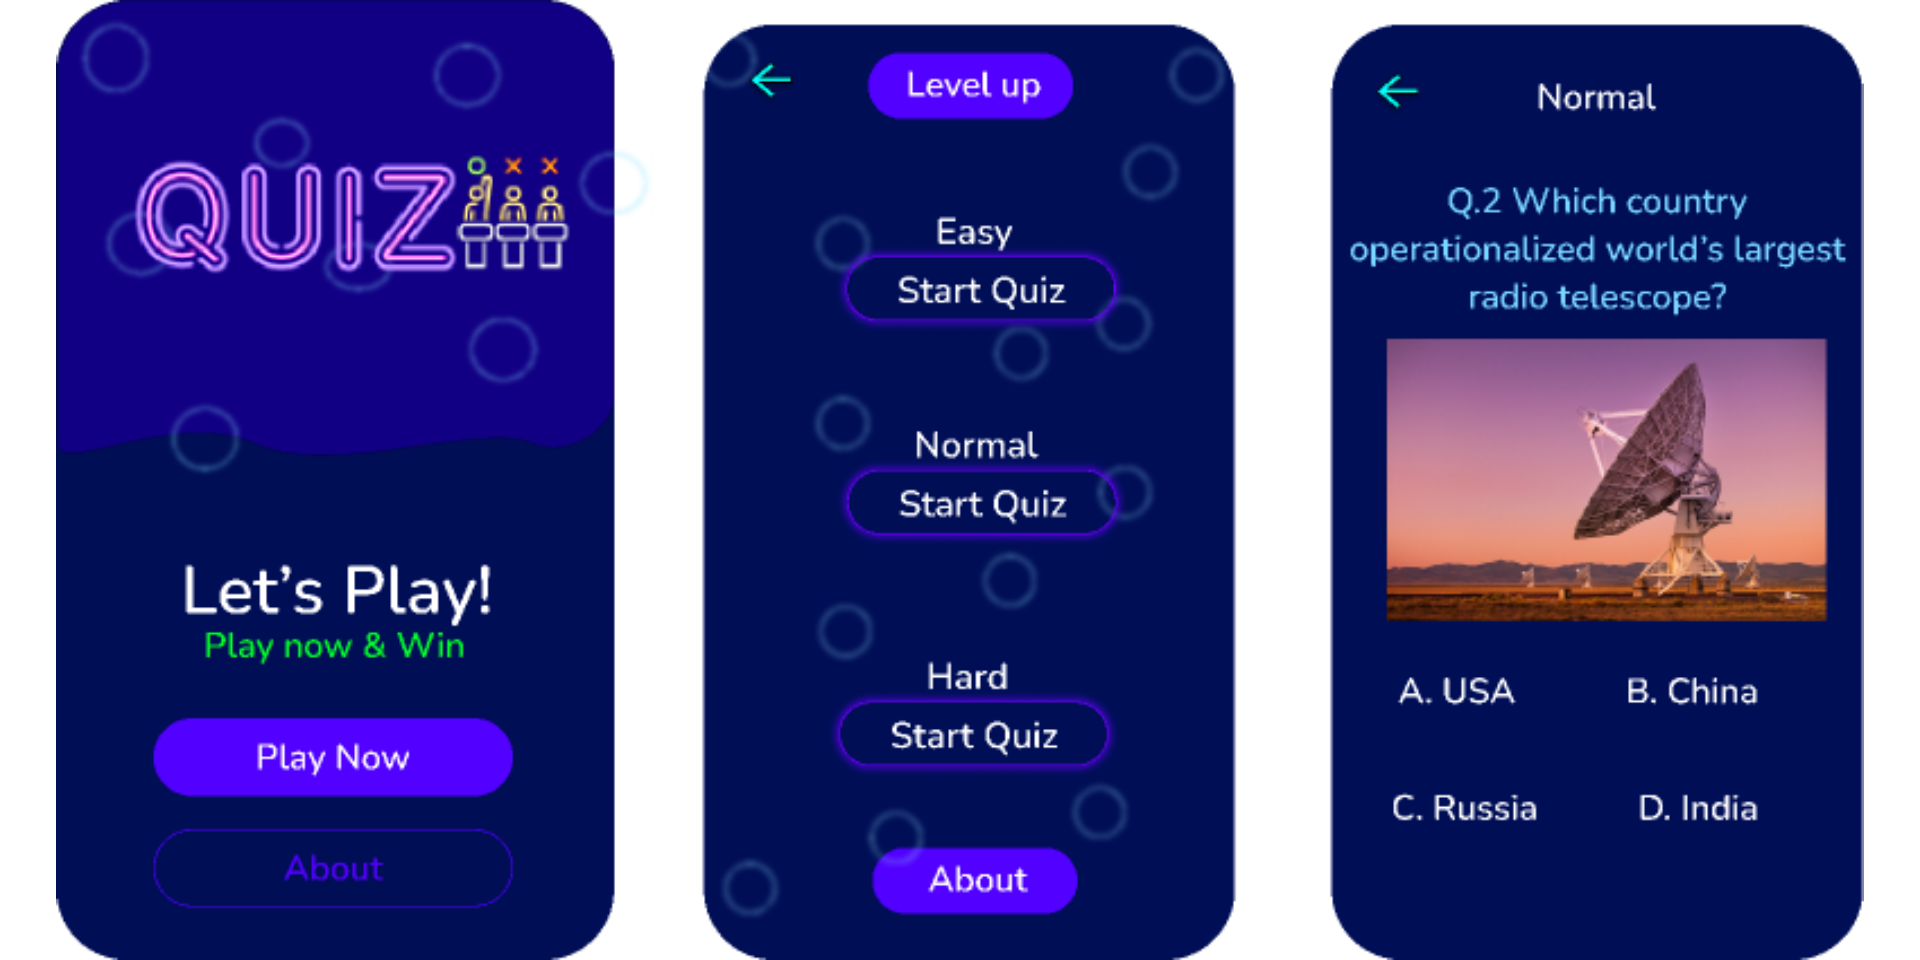 QUIZ
Let's Play!
Play now & Win
Play Now
About
Level up
Easy
Start Quiz
Normal
Start Quiz
Hard
Start Quiz
About
Normal
Q.2 Which country
operationalized world's largest
radio telescope?
A. USA
B. China
C. Russia
D. India